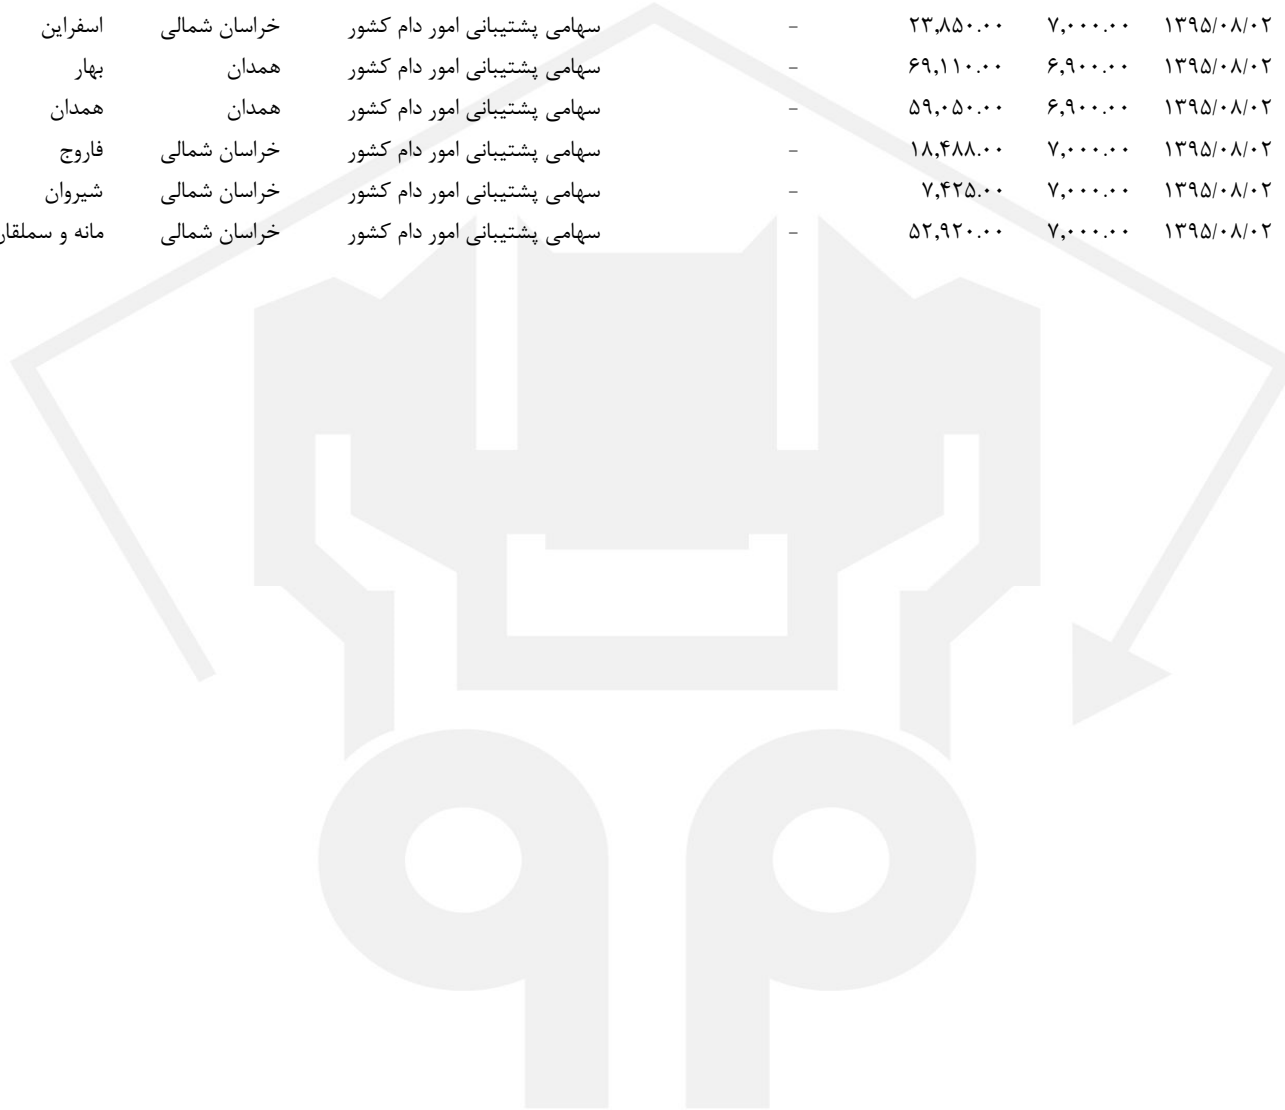 ۱۳۹۵/۰۸/۰۲ ۷,۰۰۰.۰۰ ۲۳,۸۵۰.۰۰ - سهامی پشتیبانی امور دام کشور خراسان شمالی اسفراین
۱۳۹۵/۰۸/۰۲ ۶,۹۰۰.۰۰ ۶۹,۱۱۰.۰۰ - سهامی پشتیبانی امور دام کشور همدان بهار
۱۳۹۵/۰۸/۰۲ ۶,۹۰۰.۰۰ ۵۹,۰۵۰.۰۰ - سهامی پشتیبانی امور دام کشور همدان همدان
۱۳۹۵/۰۸/۰۲ ۷,۰۰۰.۰۰ ۱۸,۴۸۸.۰۰ - سهامی پشتیبانی امور دام کشور خراسان شمالی فاروج
۱۳۹۵/۰۸/۰۲ ۷,۰۰۰.۰۰ ۷,۴۲۵.۰۰ - سهامی پشتیبانی امور دام کشور خراسان شمالی شیروان
۱۳۹۵/۰۸/۰۲ ۷,۰۰۰.۰۰ ۵۲,۹۲۰.۰۰ - سهامی پشتیبانی امور دام کشور خراسان شمالی مانه و سملقار